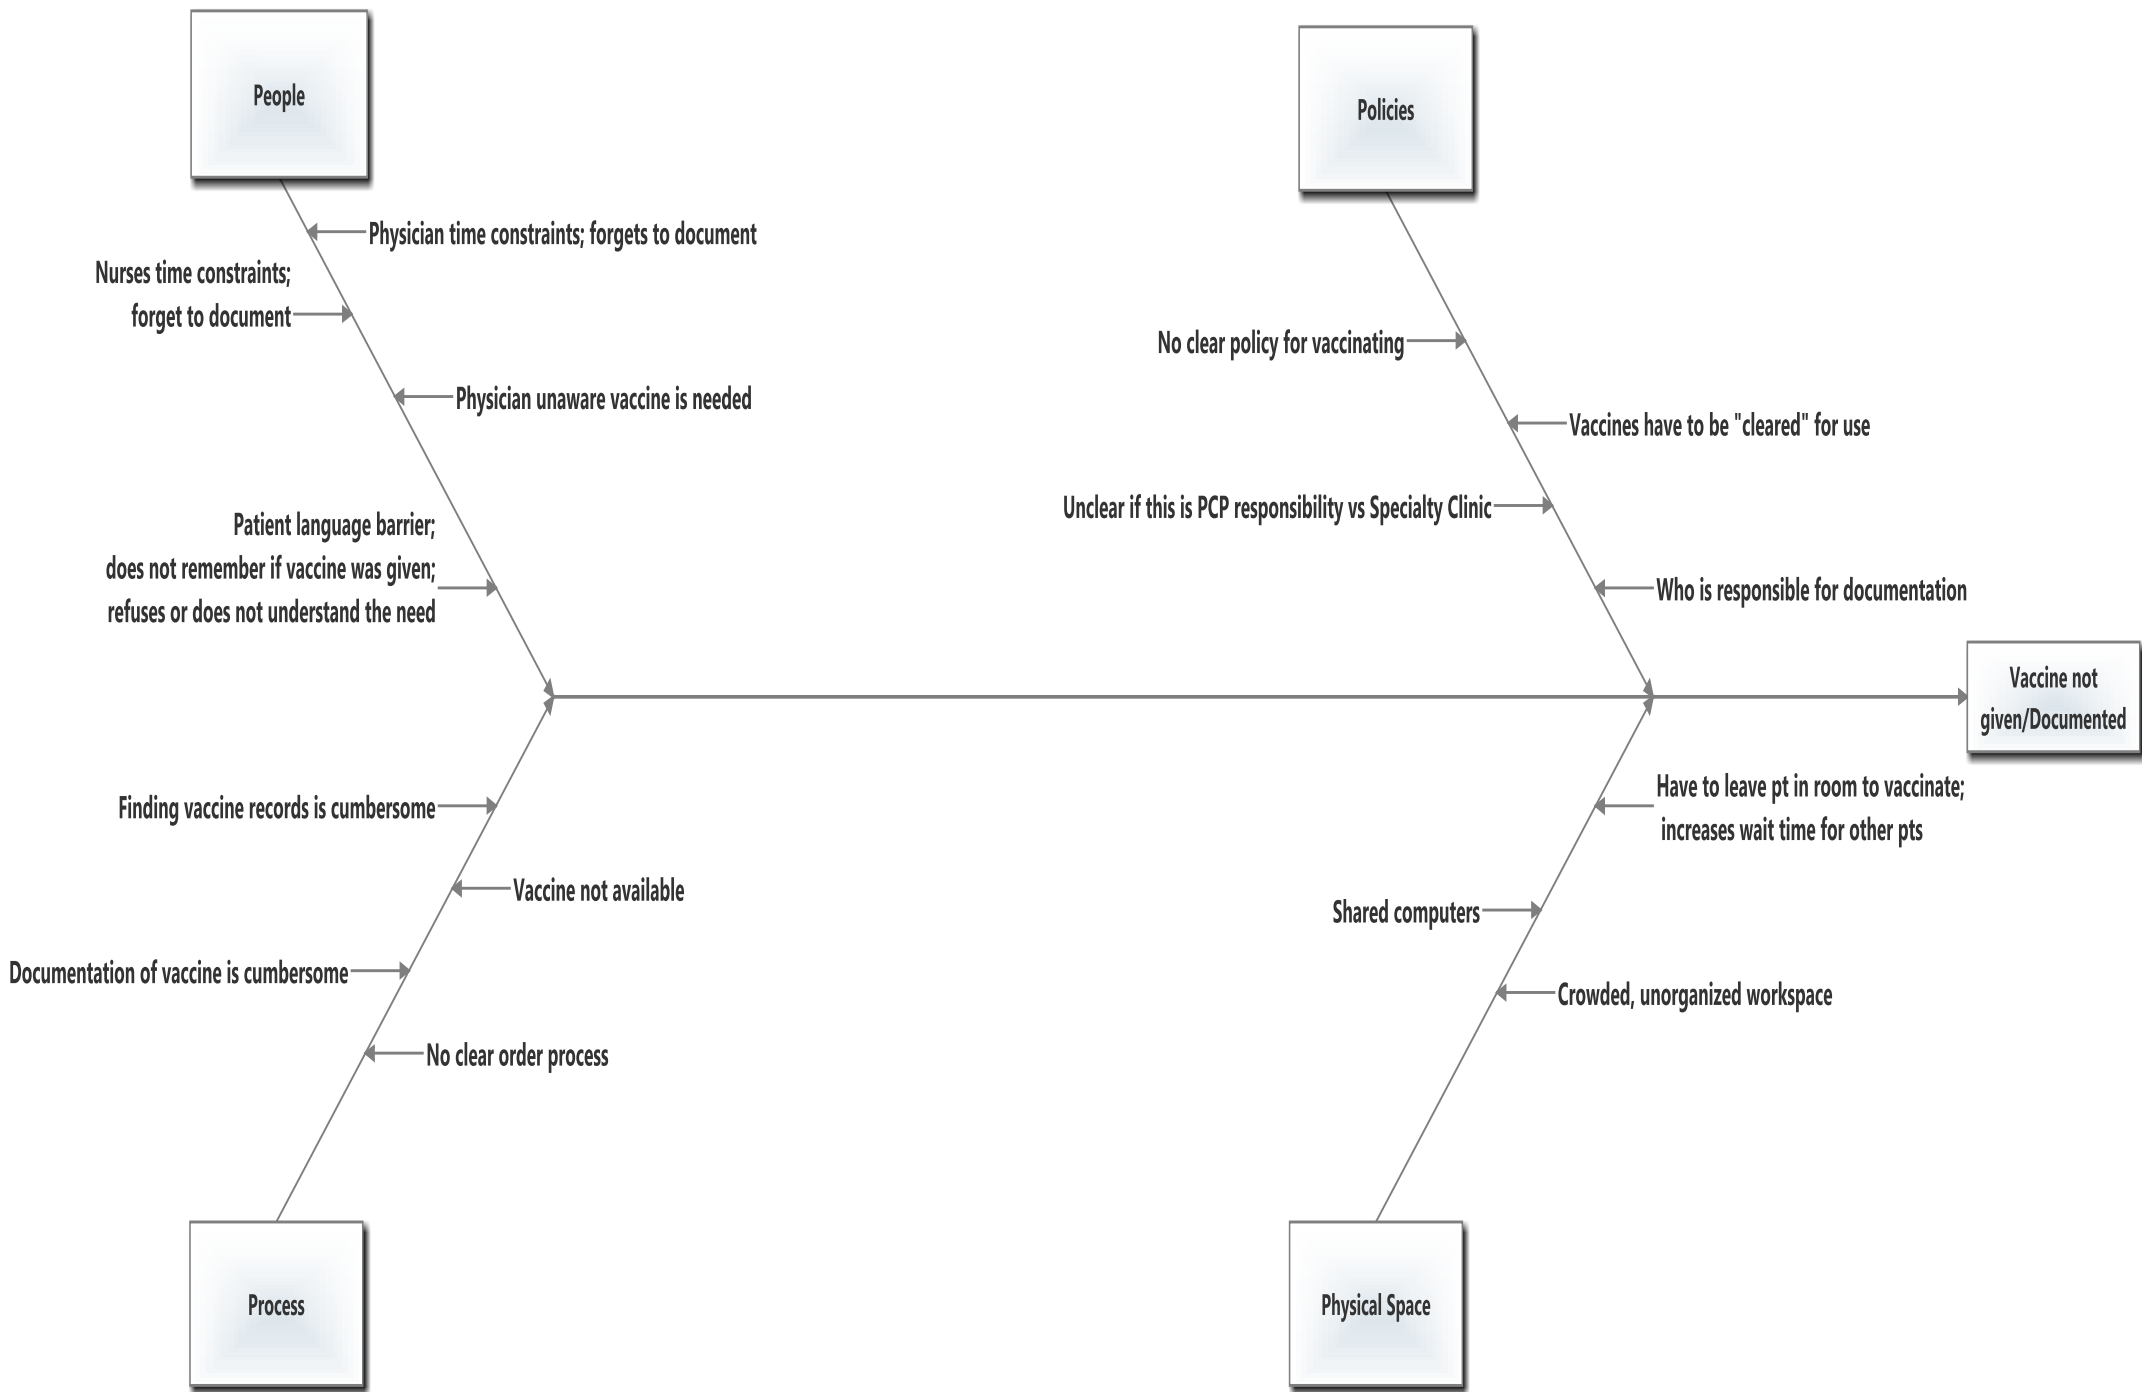 People
Policies
Physician time constraints; forgets to document
Nurses time constraints;
forget to document
Physician unaware vaccine is needed
Patient language barrier;
does not remember if vaccine was given;
refuses or does not understand the need
No clear policy for vaccinating
Vaccines have to be "cleared" for use
Unclear if this is PCP responsibility vs Specialty Clinic
Who is responsible for documentation
Vaccine not
given/Documented
Finding vaccine records is cumbersome
Vaccine not available
Documentation of vaccine is cumbersome
No clear order process
Have to leave pt in room to vaccinate;
increases wait time for other pts
Shared computers
Crowded, unorganized workspace
Process
Physical Space